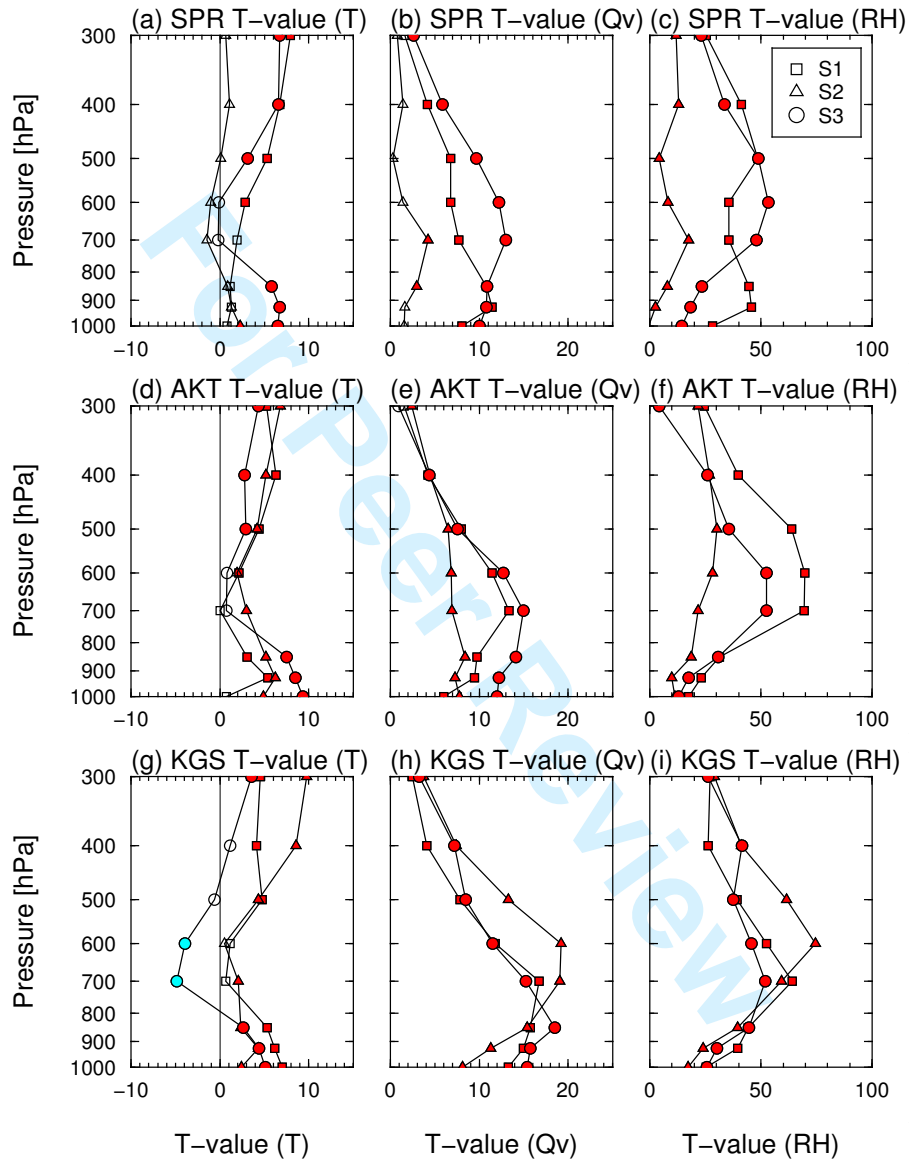 (a) SPR T−value (T) (b) SPR T−value (Qv) (c) SPR T−value (RH)
300
400
500
600
700
800
900
1000
Pressure [hPa]
S1
S2
S3
−10 0 10 0 10 20 0 50 100
(d) AKT T−value (T) (e) AKT T−value (Qv) (f) AKT T−value (RH)
300
400
500
600
700
800
900
1000
Pressure [hPa]
−10 0 10 0 10 20 0 50 100
(g) KGS T−value (T) (h) KGS T−value (Qv) (i) KGS T−value (RH)
300
400
500
600
700
800
900
1000
Pressure [hPa]
−10 0 10 0 10 20 0 50 100
T−value (T) T−value (Qv) T−value (RH)
For Peer Review